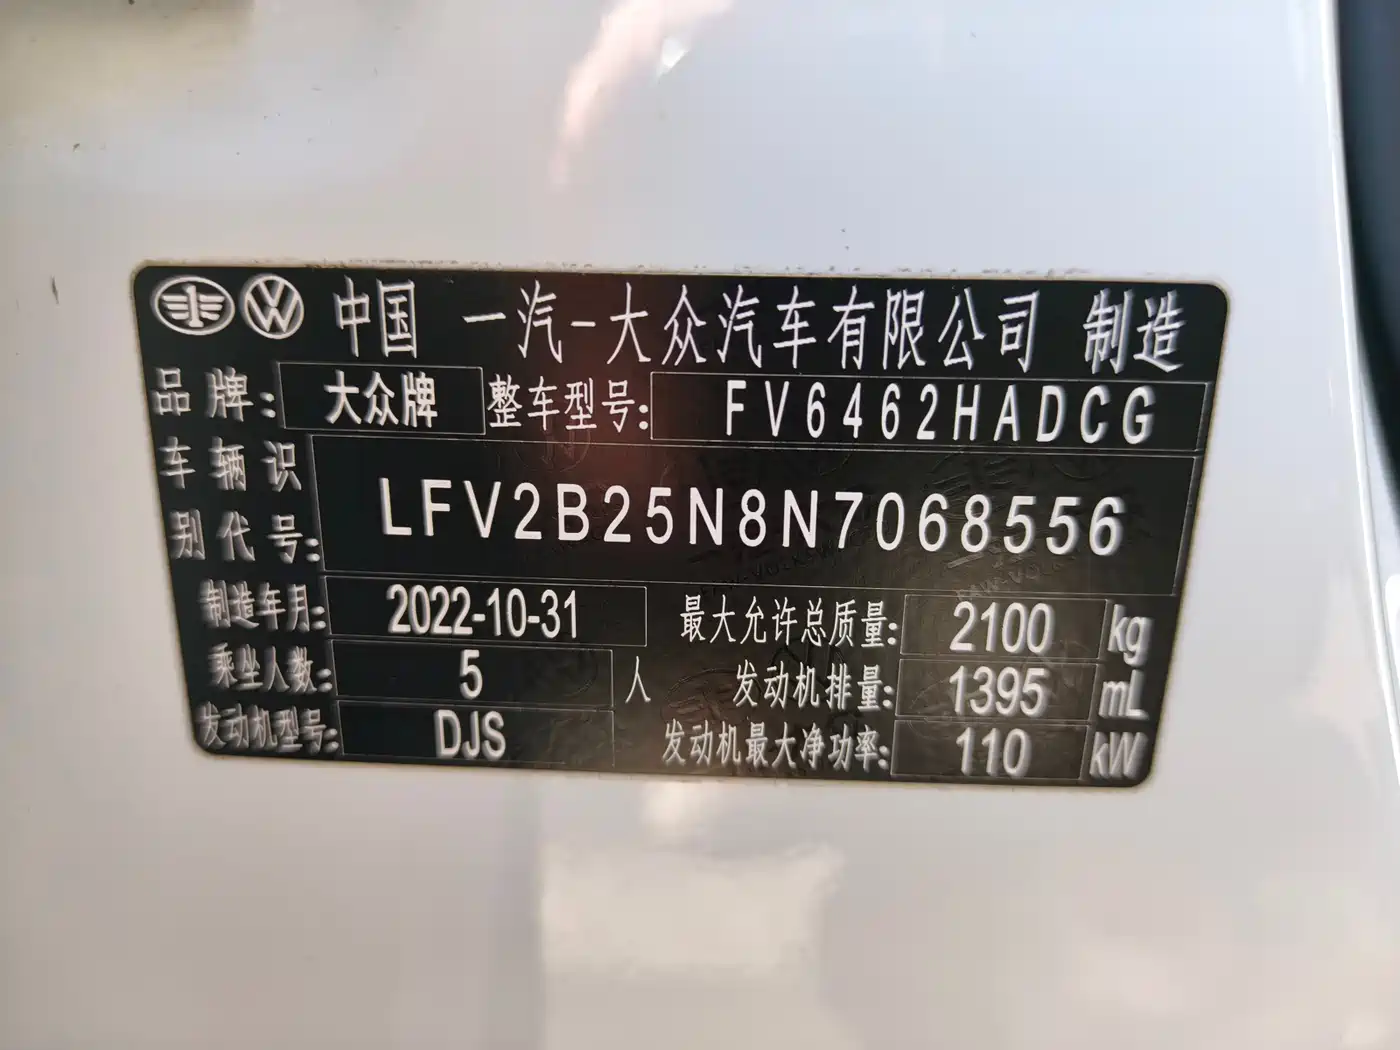 中国 一汽-大众汽车有限公司 制造
品牌: 大众牌 整车型号: FV6462HADCG
车辆识
别代号: LFV2B25N8N7068556
制造年月: 2022-10-31 最大允许总质量: 2100 kg
乘坐人数: 5 人 发动机排量: 1395 mL
发动机型号: DJS 发动机最大净功率: 110 kW